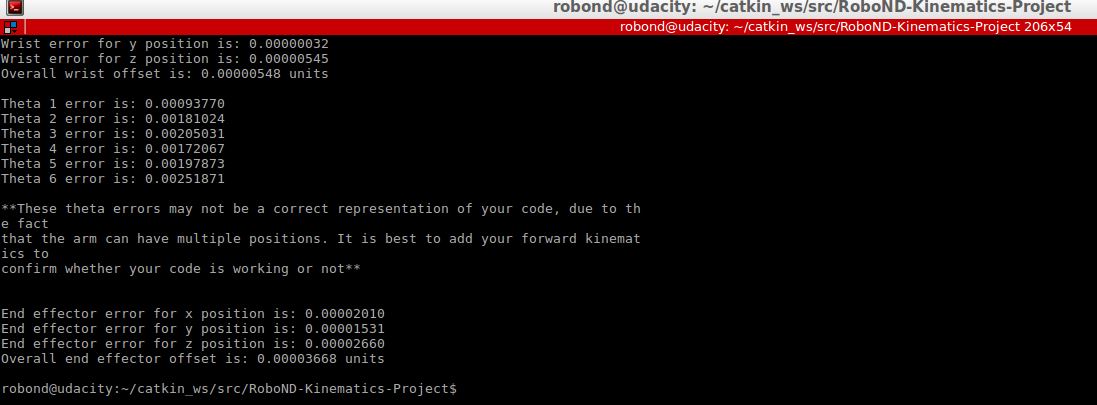 robond@udacity: ~/catkin_ws/src/RoboND-Kinematics-Project
robond@udacity: ~/catkin_ws/src/RoboND-Kinematics-Project 206x54
Wrist error for y position is: 0.00000032
Wrist error for z position is: 0.00000545
Overall wrist offset is: 0.00000548 units
Theta 1 error is: 0.00093770
Theta 2 error is: 0.00181024
Theta 3 error is: 0.00205031
Theta 4 error is: 0.00172067
Theta 5 error is: 0.00197873
Theta 6 error is: 0.00251871
**These theta errors may not be a correct representation of your code, due to th
e fact
that the arm can have multiple positions. It is best to add your forward kinemat
ics to
confirm whether your code is working or not**
End effector error for x position is: 0.00002010
End effector error for y position is: 0.00001531
End effector error for z position is: 0.00002660
Overall end effector offset is: 0.00003668 units
robond@udacity:~/catkin_ws/src/RoboND-Kinematics-Project$